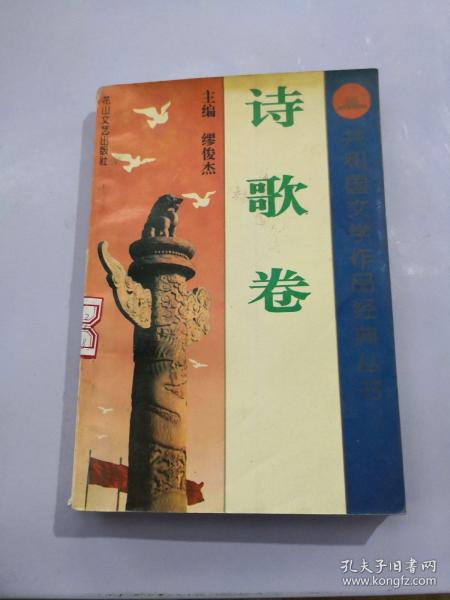 共和国文学作品经典丛书
诗歌卷
主编 缪俊杰
花山文艺出版社
孔夫子旧书网
www.kongfz.com